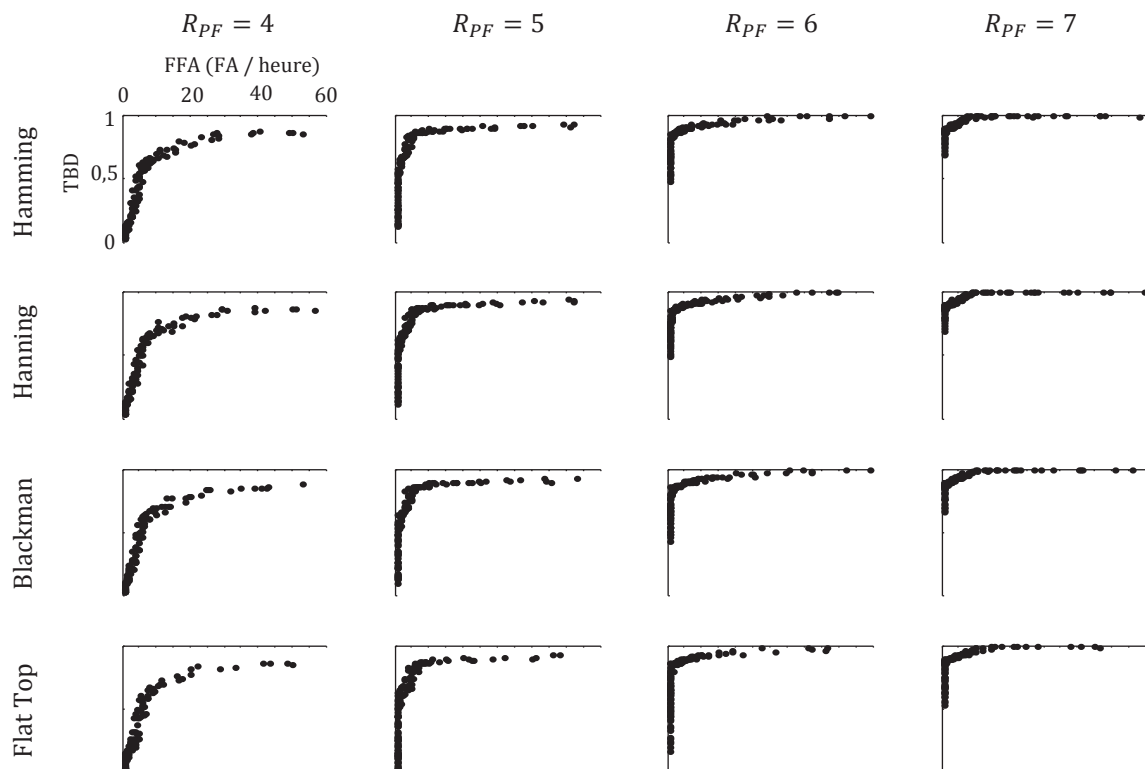 R_PF = 4 R_PF = 5 R_PF = 6 R_PF = 7
FFA (FA / heure)
0 20 40 60
Hamming
TBD
1
0,5
0
Hanning
Blackman
Flat Top